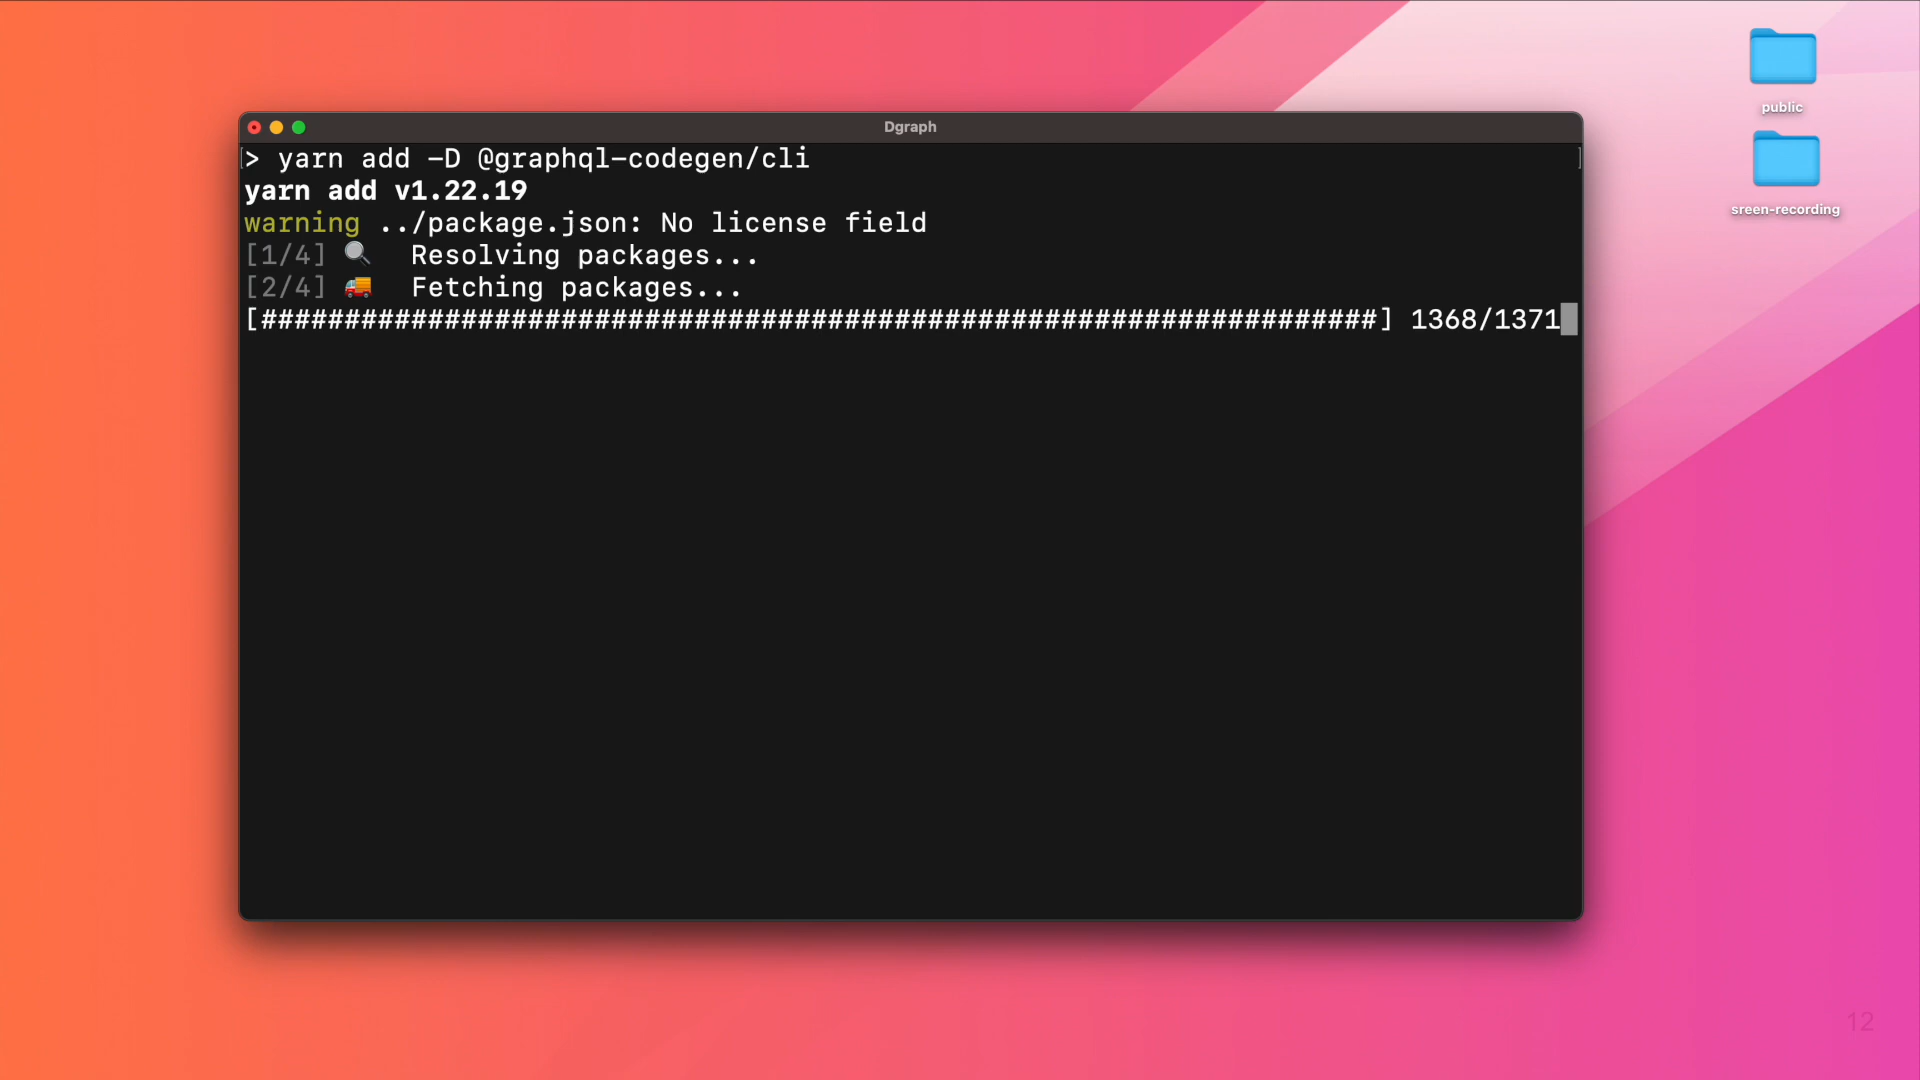 Dgraph
> yarn add -D @graphql-codegen/cli
yarn add v1.22.19
warning ../package.json: No license field
[1/4] 🔍 Resolving packages...
[2/4] 🚚 Fetching packages...
[###################################################################] 1368/1371
public
sreen-recording
12